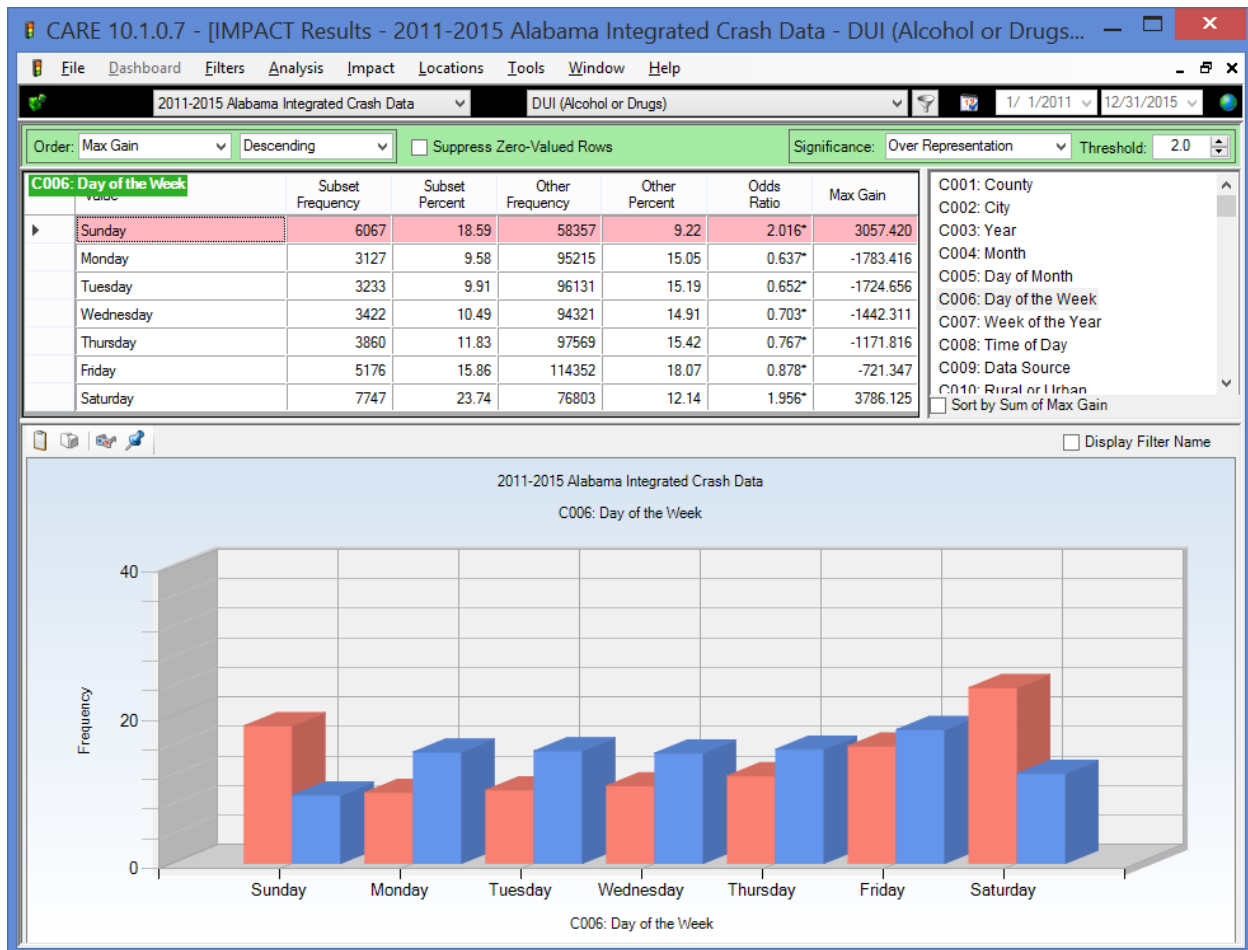 CARE 10.1.0.7 - [IMPACT Results - 2011-2015 Alabama Integrated Crash Data - DUI (Alcohol or Drugs...
File Dashboard Filters Analysis Impact Locations Tools Window Help
2011-2015 Alabama Integrated Crash Data DUI (Alcohol or Drugs) 1/ 1/2011 12/31/2015
Order: Max Gain Descending Suppress Zero-Valued Rows Significance: Over Representation Threshold: 2.0
C006: Day of the Week
Value Subset Frequency Subset Percent Other Frequency Other Percent Odds Ratio Max Gain
Sunday 6067 18.59 58357 9.22 2.016* 3057.420
Monday 3127 9.58 95215 15.05 0.637* -1783.416
Tuesday 3233 9.91 96131 15.19 0.652* -1724.656
Wednesday 3422 10.49 94321 14.91 0.703* -1442.311
Thursday 3860 11.83 97569 15.42 0.767* -1171.816
Friday 5176 15.86 114352 18.07 0.878* -721.347
Saturday 7747 23.74 76803 12.14 1.956* 3786.125
C001: County
C002: City
C003: Year
C004: Month
C005: Day of Month
C006: Day of the Week
C007: Week of the Year
C008: Time of Day
C009: Data Source
C010: Rural or Urban
Sort by Sum of Max Gain
Display Filter Name
2011-2015 Alabama Integrated Crash Data
C006: Day of the Week
40
20
0
Frequency
Sunday Monday Tuesday Wednesday Thursday Friday Saturday
C006: Day of the Week